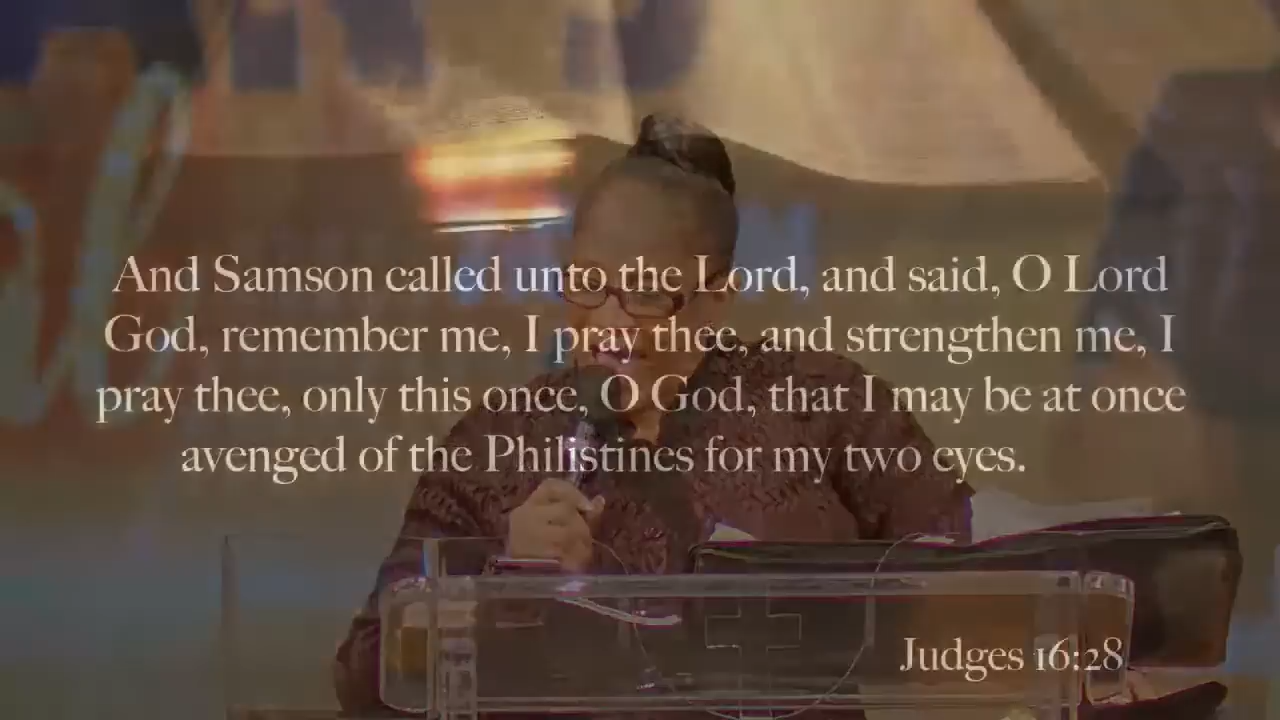 And Samson called unto the Lord, and said, O Lord
God, remember me, I pray thee, and strengthen me, I
pray thee, only this once, O God, that I may be at once
avenged of the Philistines for my two eyes.
Judges 16:28